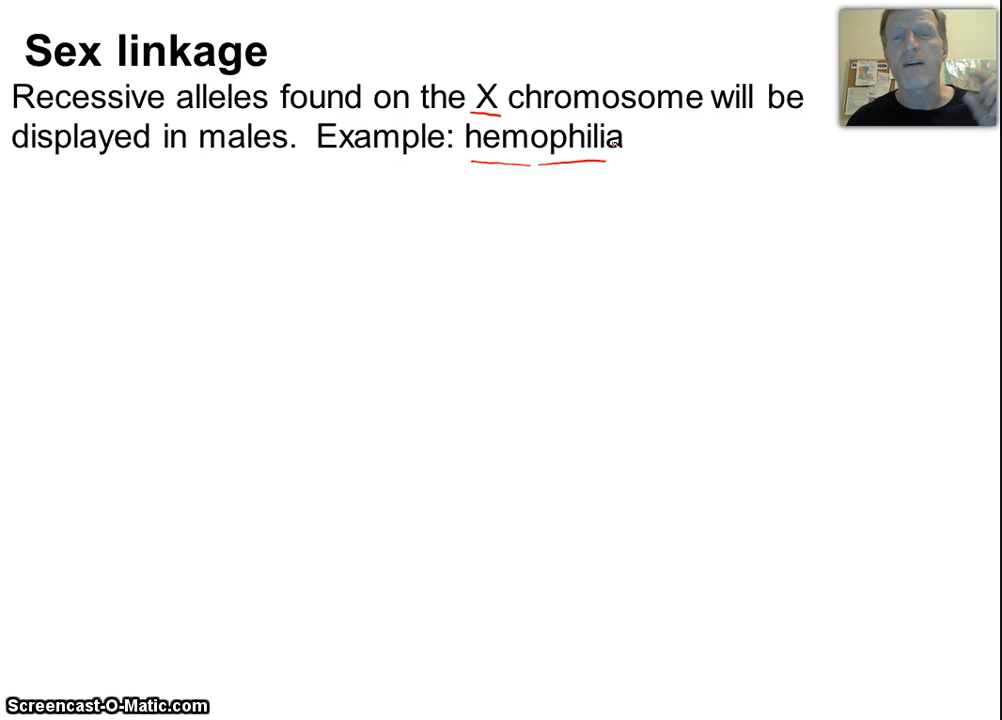 Sex linkage
Recessive alleles found on the X chromosome will be
displayed in males.  Example: hemophilia
Screencast-O-Matic.com